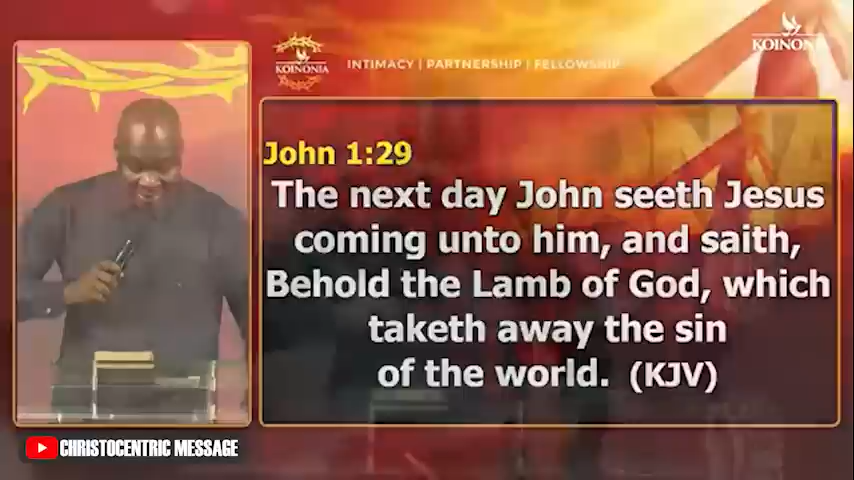 KOINONIA
INTIMACY | PARTNERSHIP | FELLOWSHIP
KOINONIA
John 1:29
The next day John seeth Jesus
coming unto him, and saith,
Behold the Lamb of God, which
taketh away the sin
of the world. (KJV)
CHRISTOCENTRIC MESSAGE